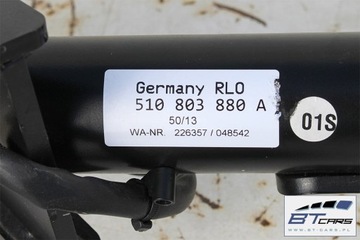 Germany RLO
510 803 880 A
50/13
WA-NR. 226357 / 048542
01S
BT
CARS
WWW.BTCARS.PL